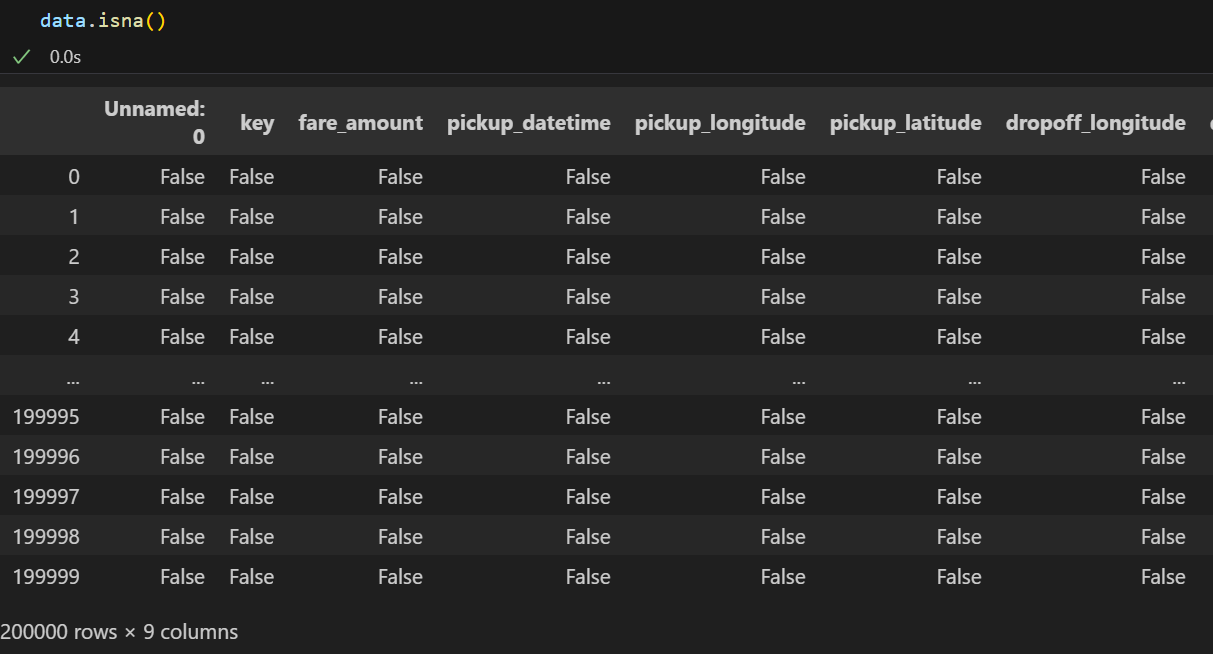 data.isna()
0.0s
Unnamed: 0 key fare_amount pickup_datetime pickup_longitude pickup_latitude dropoff_longitude
0 False False False False False False False
1 False False False False False False False
2 False False False False False False False
3 False False False False False False False
4 False False False False False False False
... ... ... ... ... ... ... ...
199995 False False False False False False False
199996 False False False False False False False
199997 False False False False False False False
199998 False False False False False False False
199999 False False False False False False False
200000 rows × 9 columns